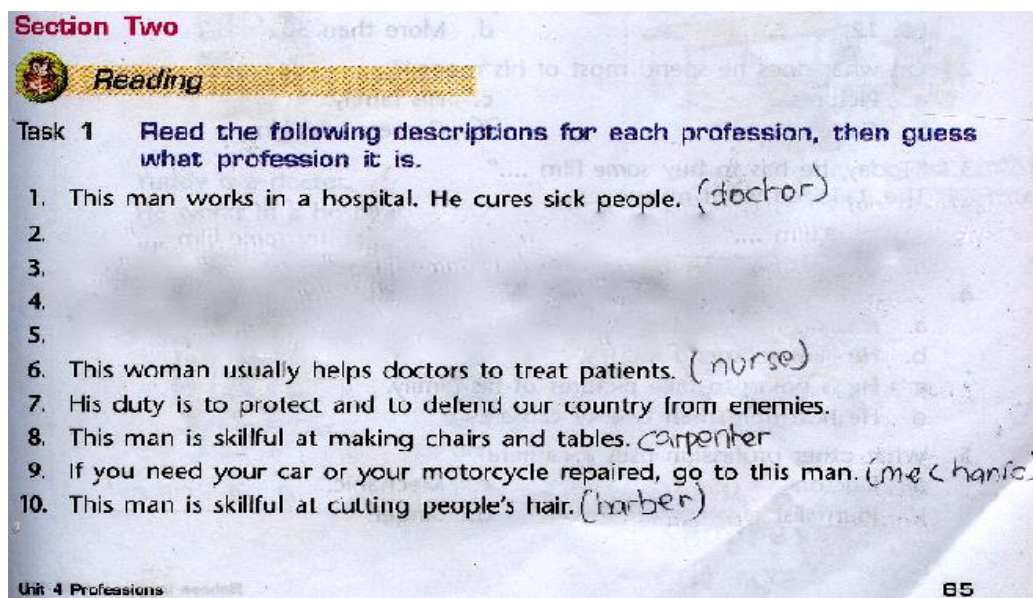 Section Two
Reading
Task 1 Read the following descriptions for each profession, then guess
what profession it is.
1. This man works in a hospital. He cures sick people. (doctor)
2.
3.
4.
5.
6. This woman usually helps doctors to treat patients. (nurse)
7. His duty is to protect and to defend our country from enemies.
8. This man is skillful at making chairs and tables. carpenter
9. If you need your car or your motorcycle repaired, go to this man. (mechanic)
10. This man is skillful at cutting people's hair. (barber)
Unit 4 Professions 65